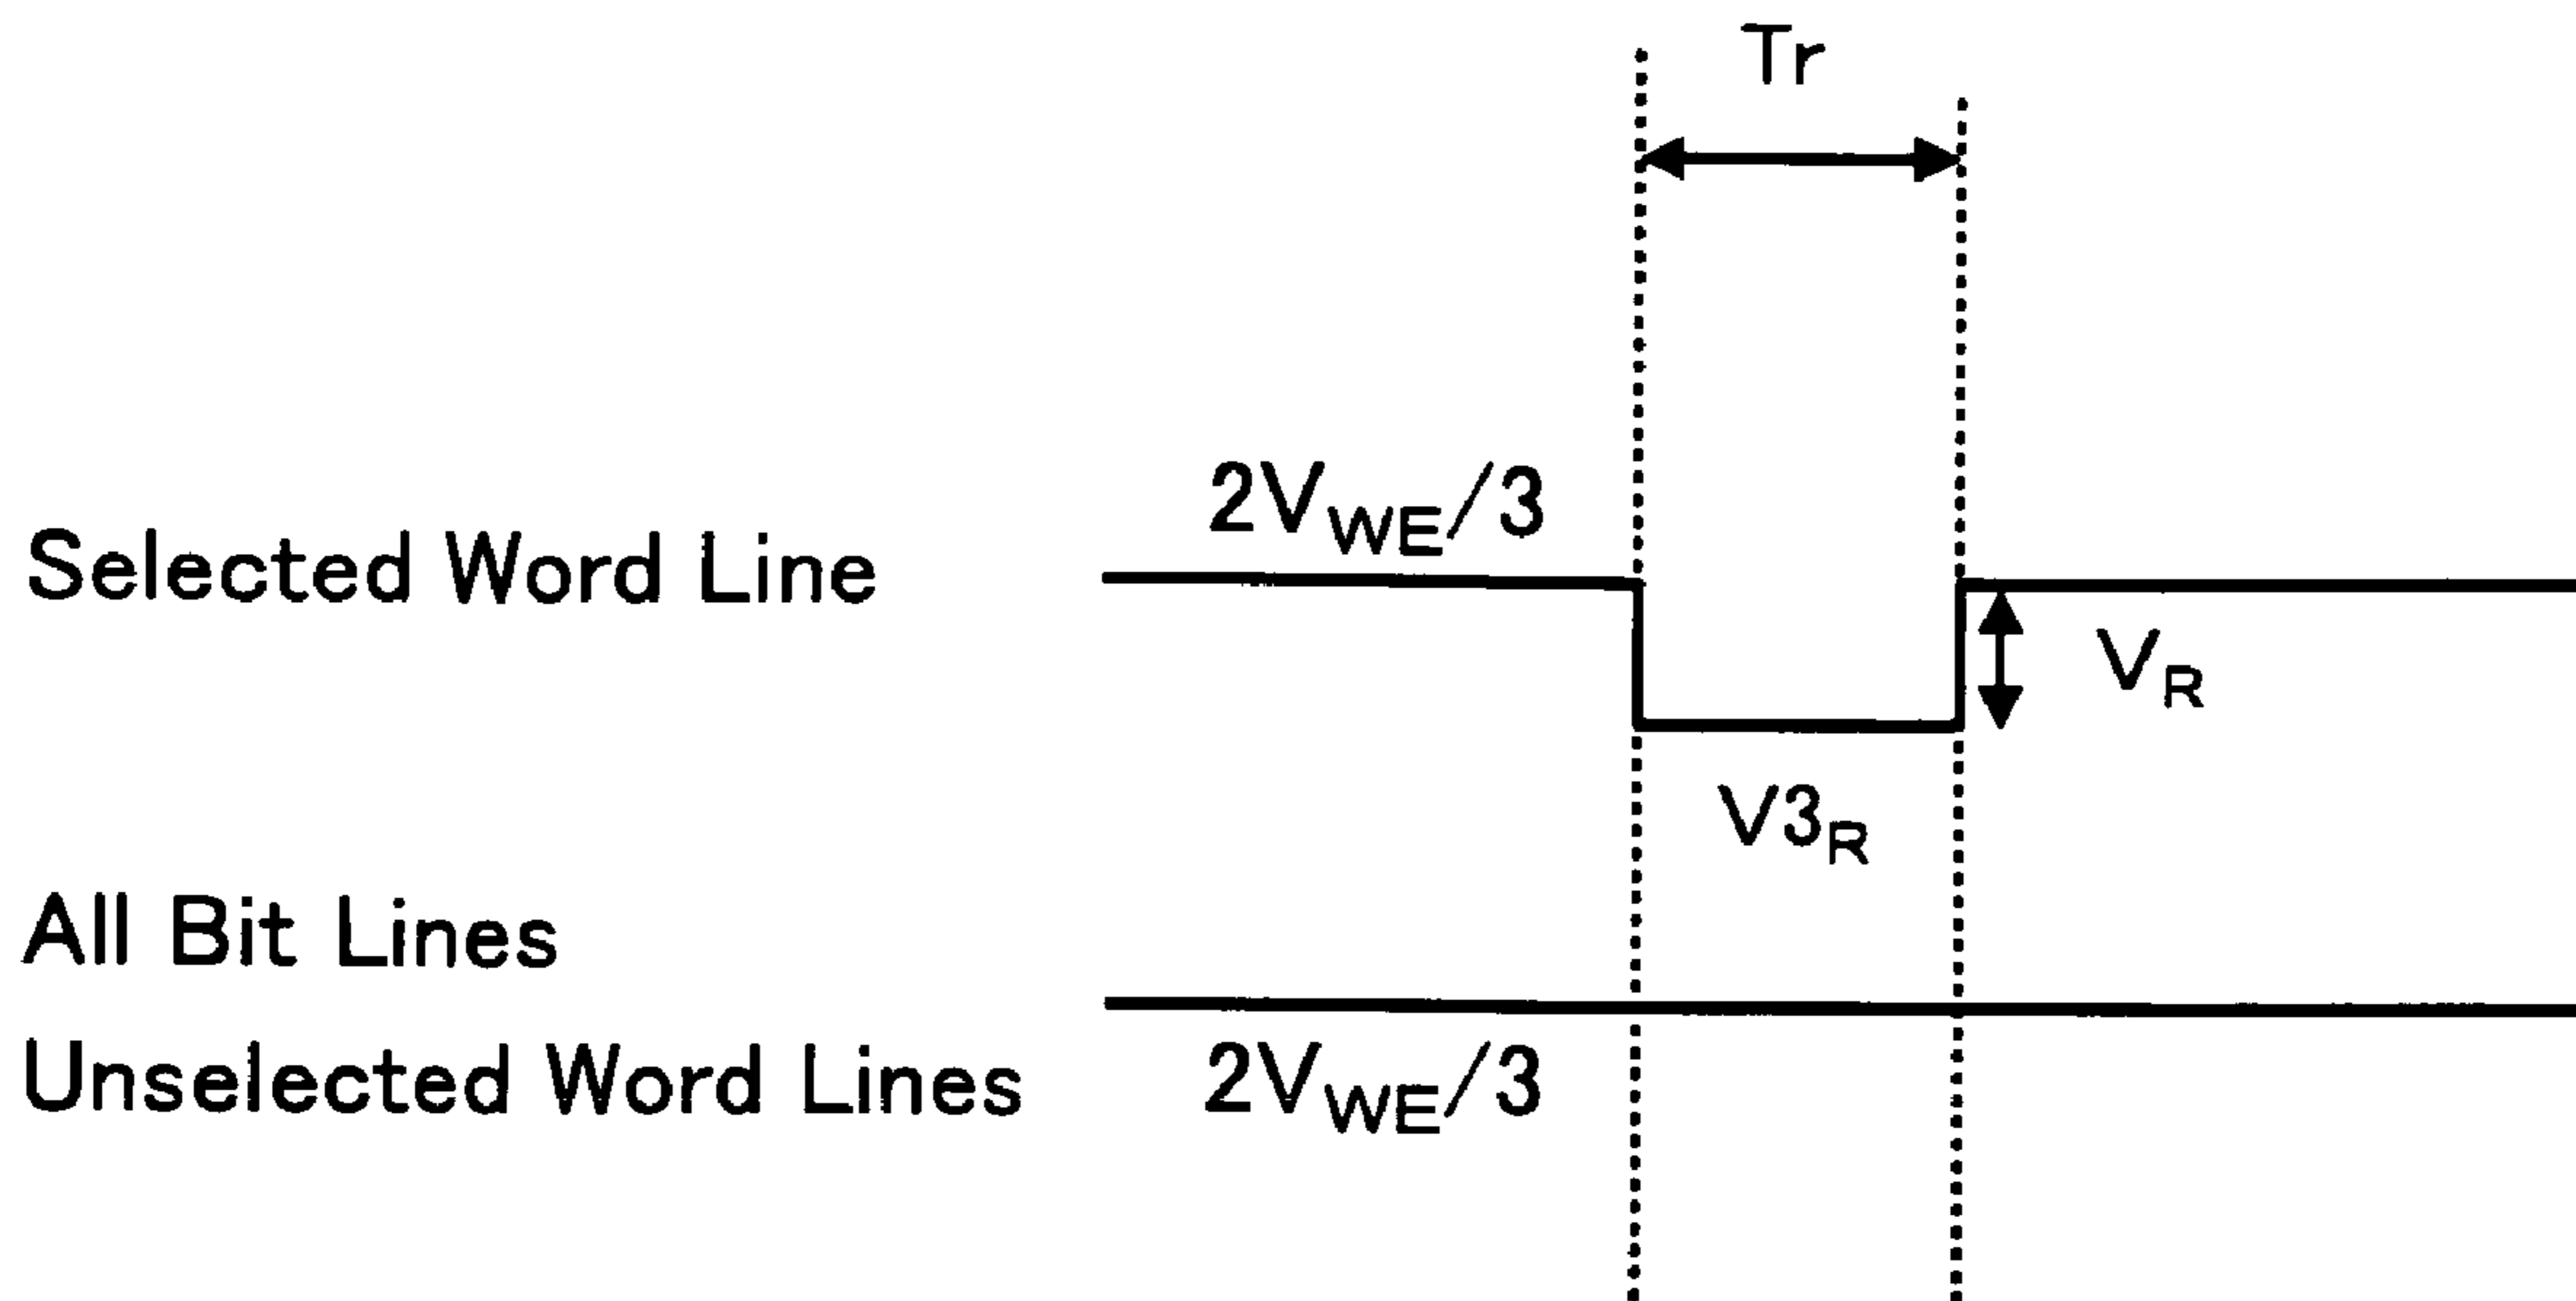 Tr
2V_WE/3
Selected Word Line
V_R
V3_R
All Bit Lines
Unselected Word Lines
2V_WE/3